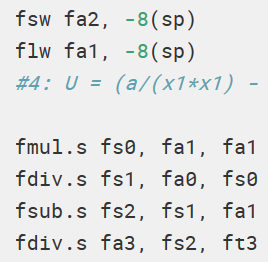 fsw fa2, -8(sp)
flw fa1, -8(sp)
#4: U = (a/(x1*x1) -
fmul.s fs0, fa1, fa1
fdiv.s fs1, fa0, fs0
fsub.s fs2, fs1, fa1
fdiv.s fa3, fs2, ft3